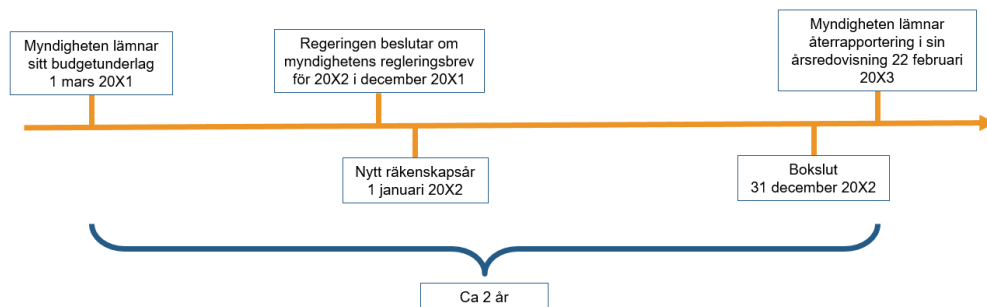 Myndigheten lämnar
sitt budgetunderlag
1 mars 20X1
Regeringen beslutar om
myndighetens regleringsbrev
för 20X2 i december 20X1
Myndigheten lämnar
återrapportering i sin
årsredovisning 22 februari
20X3
Nytt räkenskapsår
1 januari 20X2
Bokslut
31 december 20X2
Ca 2 år